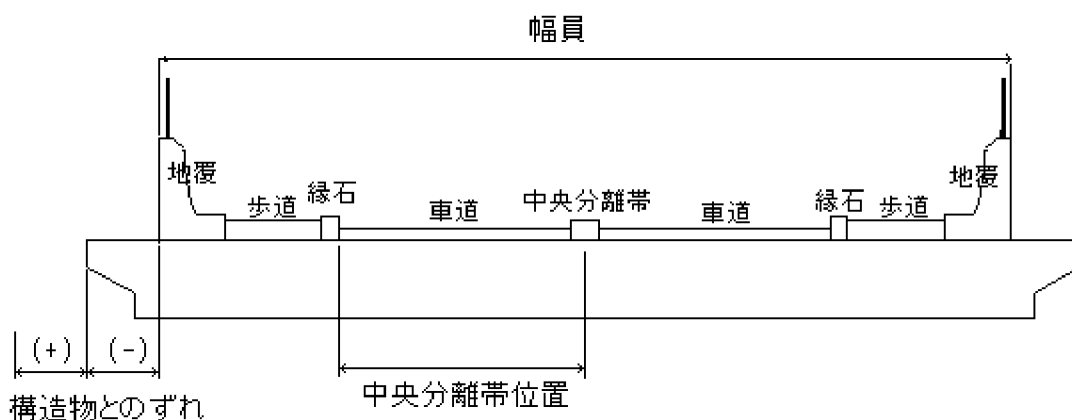 幅員
地覆
歩道
縁石
車道
中央分離帯
車道
縁石
歩道
地覆
(+)
(-)
中央分離帯位置
構造物とのずれ